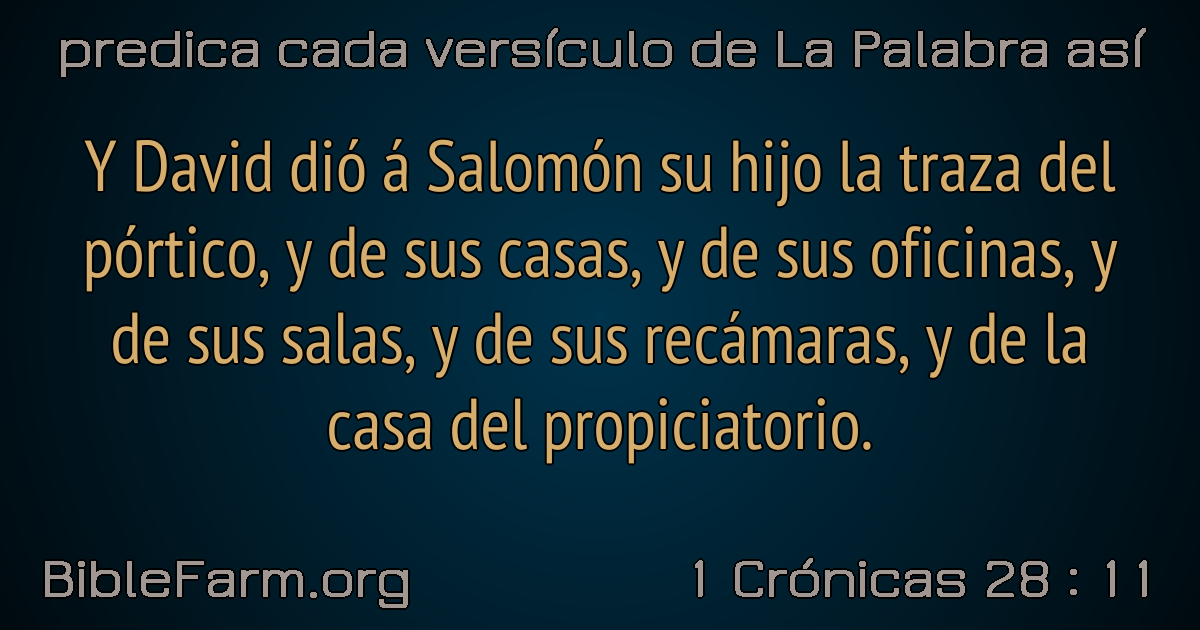 predica cada versículo de La Palabra así
Y David dió á Salomón su hijo la traza del
pórtico, y de sus casas, y de sus oficinas, y
de sus salas, y de sus recámaras, y de la
casa del propiciatorio.
BibleFarm.org
1 Crónicas 28 : 11